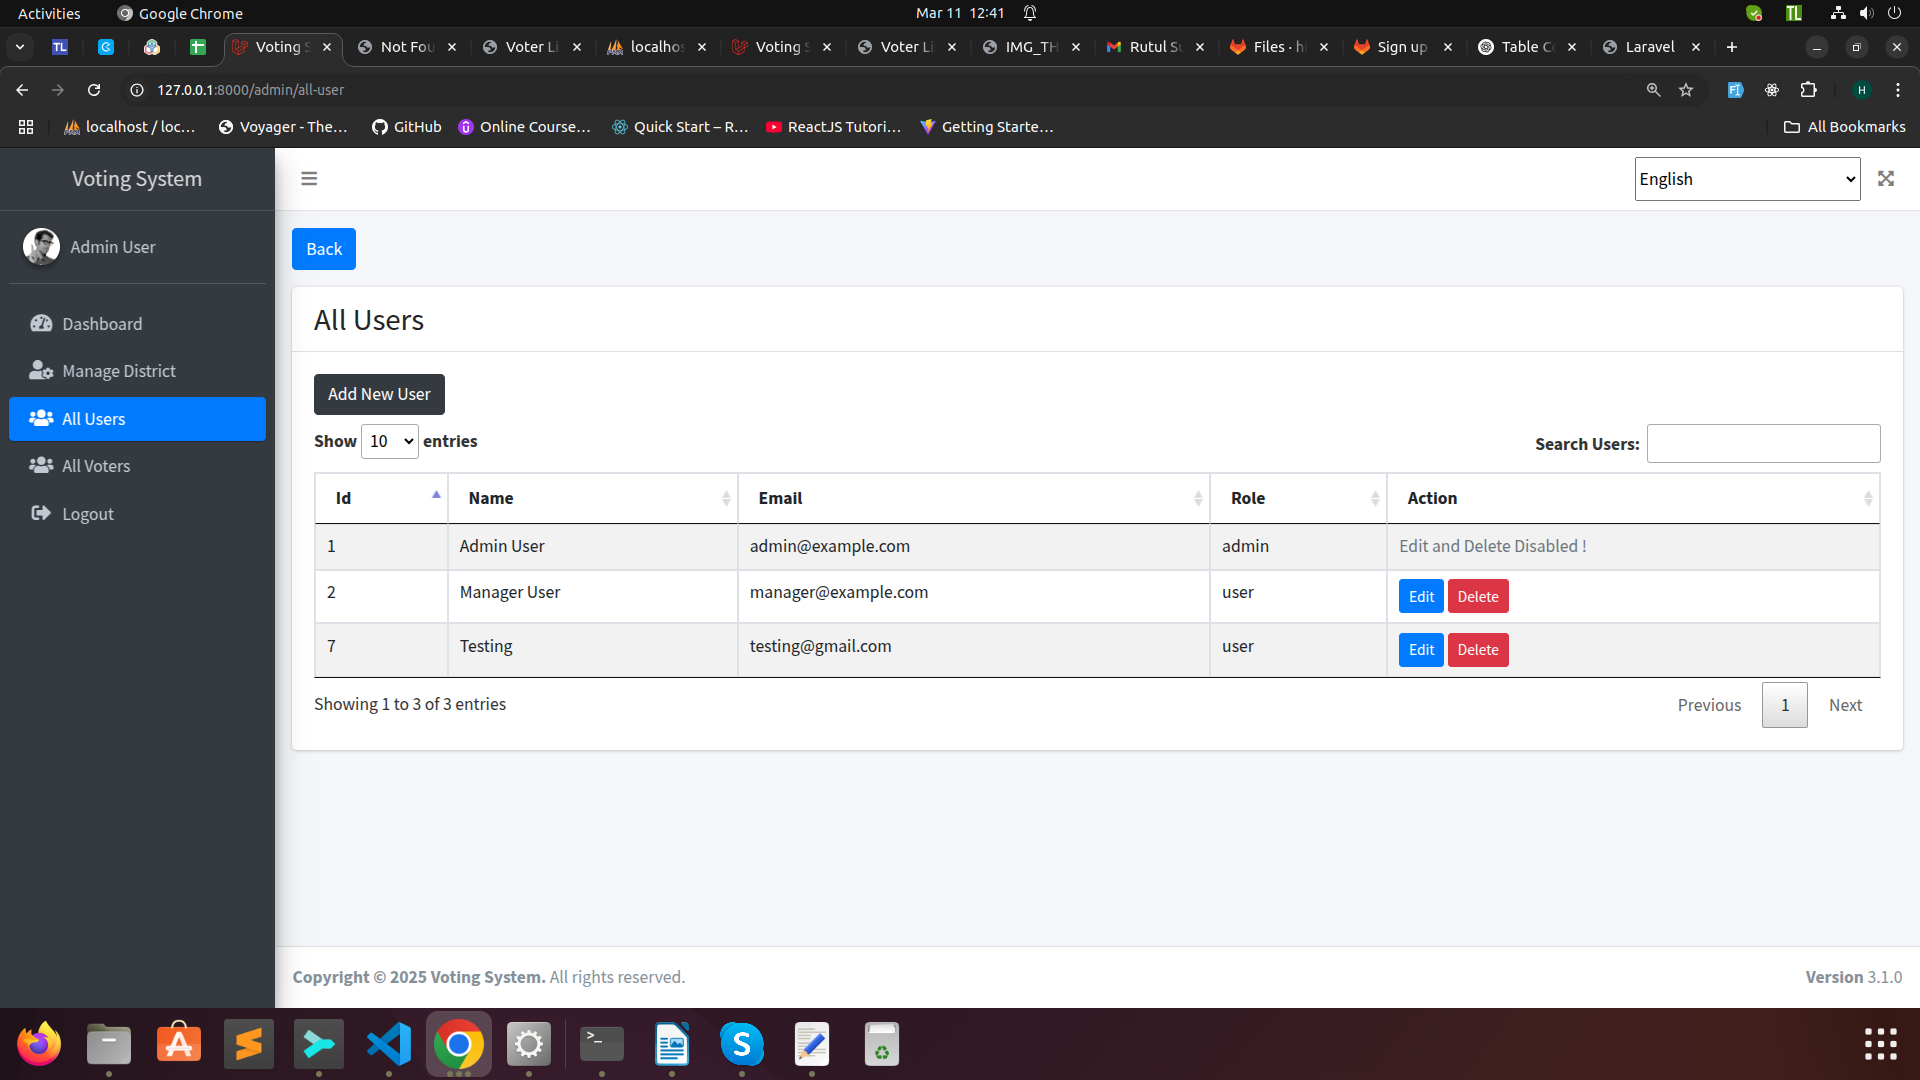 Activities Google Chrome Mar 11 12:41 TL
TL Voting S Not Fou Voter Li localhos Voting S Voter Li IMG_TH Rutul Su Files · hi Sign up Table Co Laravel
127.0.0.1:8000/admin/all-user H
localhost / loc... Voyager - The... GitHub Online Course... Quick Start – R... ReactJS Tutori... Getting Starte... All Bookmarks
Voting System
English
Admin User
Back
Dashboard
Manage District
All Users
All Voters
Logout
All Users
Add New User
Show 10 entries
Search Users:
Id Name Email Role Action
1 Admin User admin@example.com admin Edit and Delete Disabled !
2 Manager User manager@example.com user Edit Delete
7 Testing testing@gmail.com user Edit Delete
Showing 1 to 3 of 3 entries
Previous 1 Next
Copyright © 2025 Voting System. All rights reserved.
Version 3.1.0